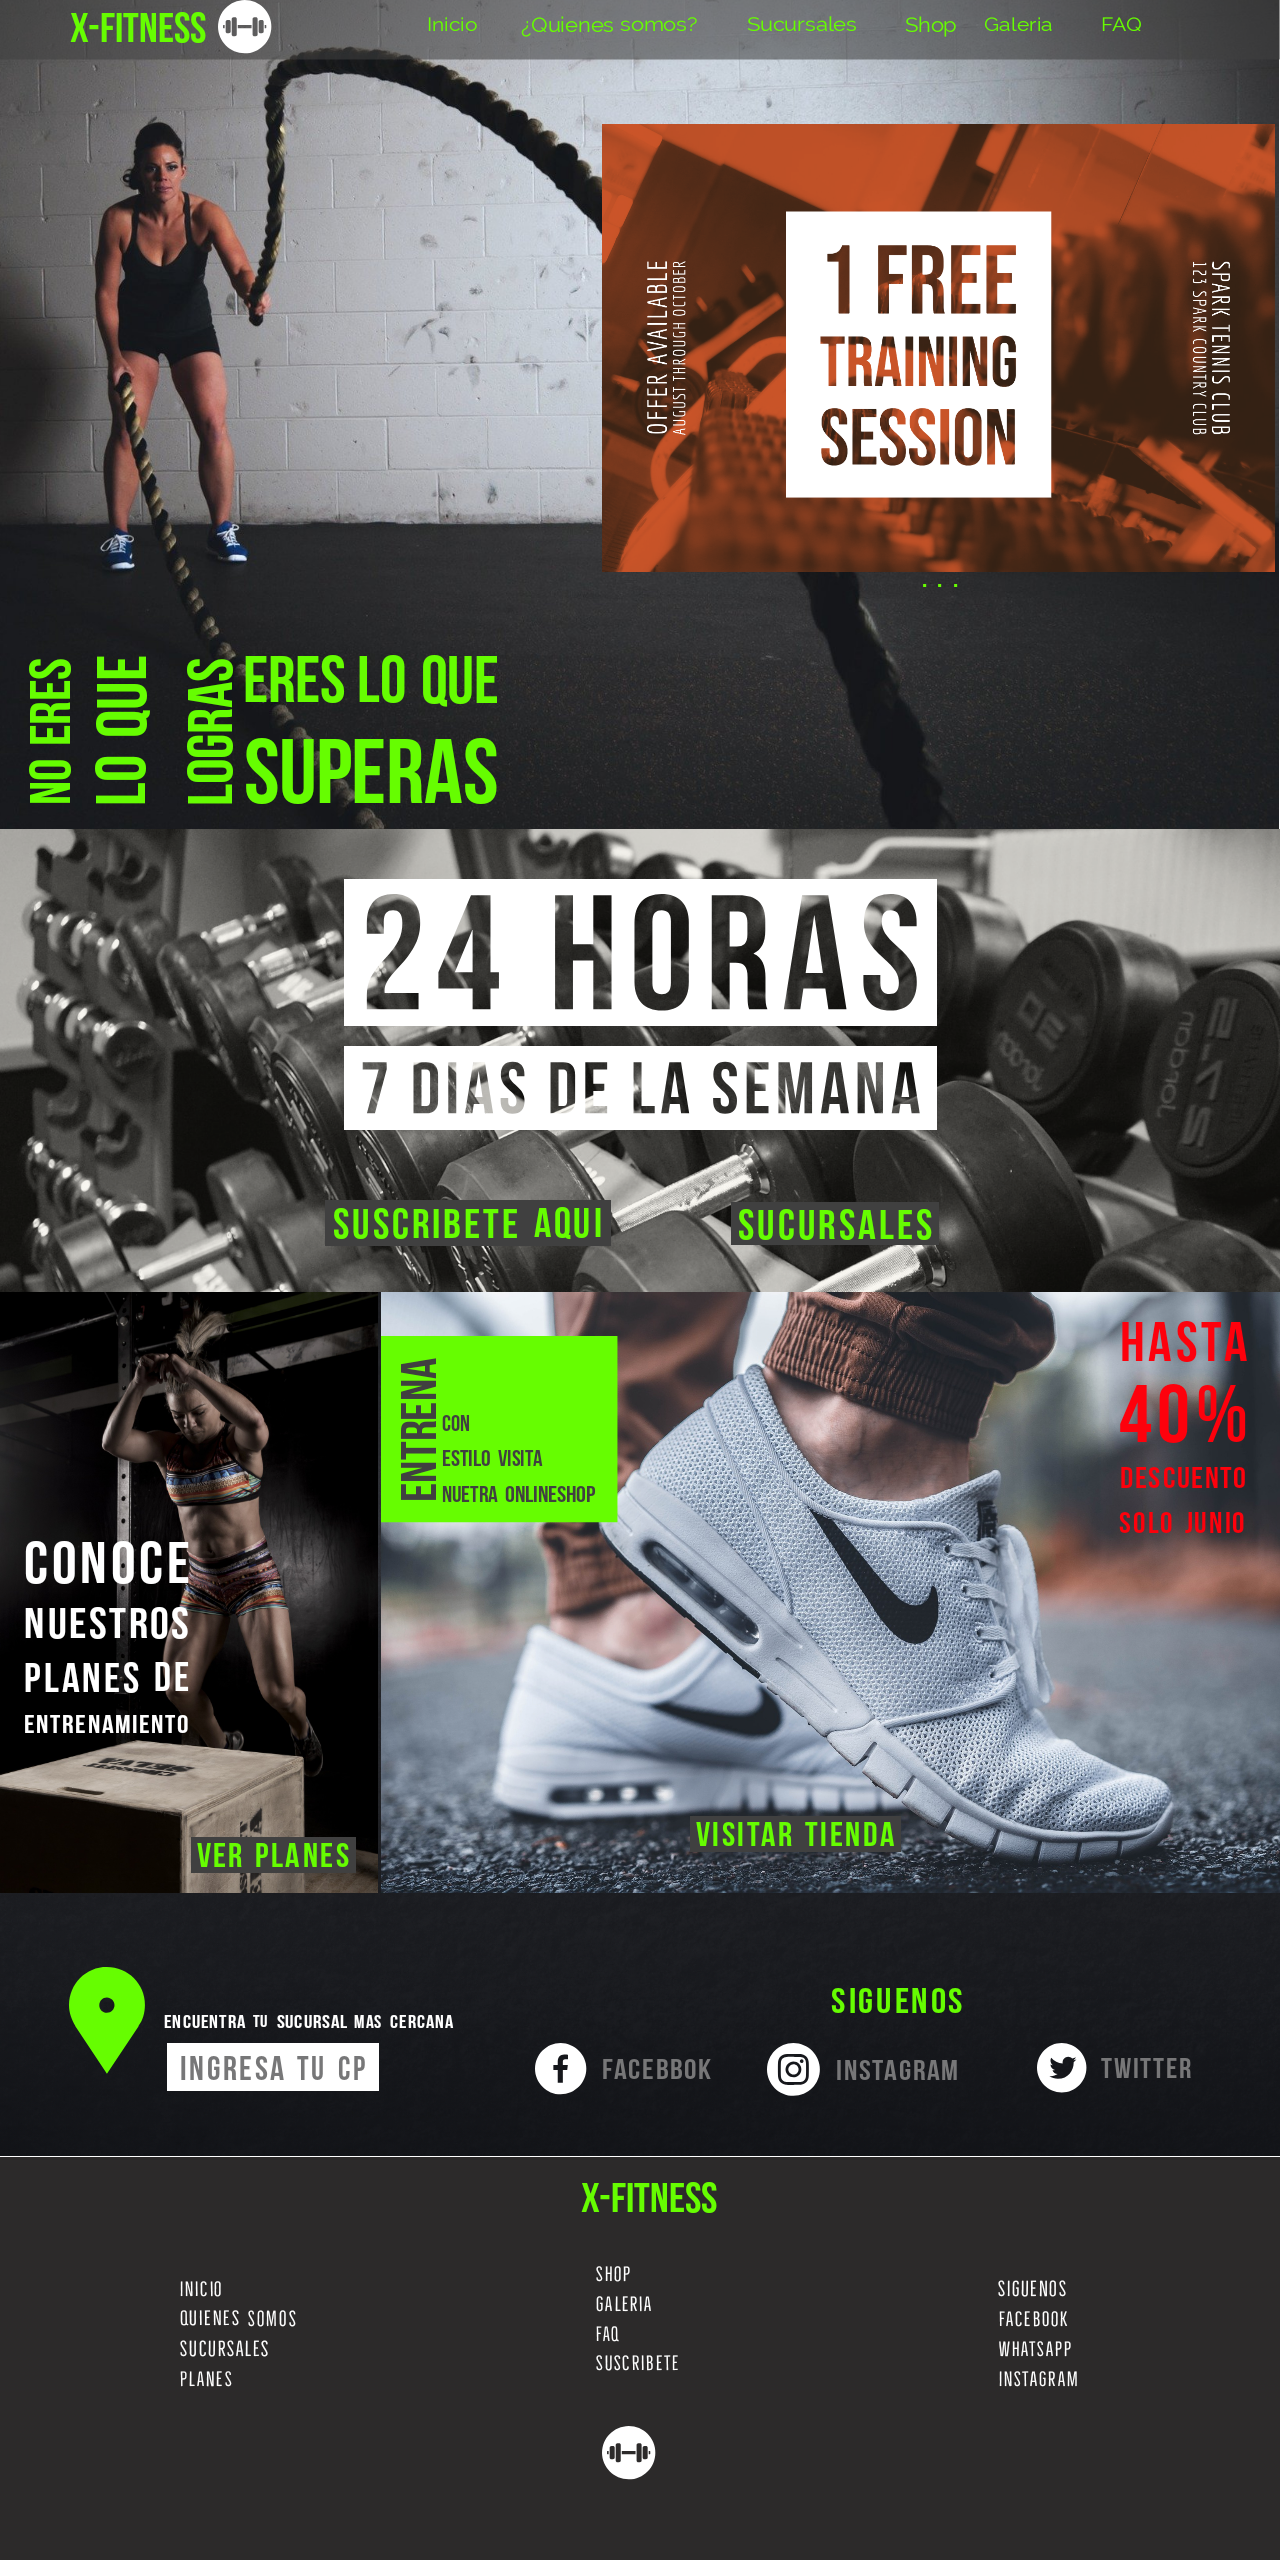 X-FITNESS
Inicio ¿Quienes somos? Sucursales Shop Galeria FAQ
OFFER AVAILABLE
AUGUST THROUGH OCTOBER
1 FREE
TRAINING
SESSION
SPARK TENNIS CLUB
123 SPARK COUNTRY CLUB
NO ERES
LO QUE
LOGRAS
ERES LO QUE
SUPERAS
24 HORAS
7 DIAS DE LA SEMANA
SUSCRIBETE AQUI
SUCURSALES
CONOCE
NUESTROS
PLANES DE
ENTRENAMIENTO
VER PLANES
ENTRENA
CON
ESTILO VISITA
NUETRA ONLINESHOP
HASTA
40%
DESCUENTO
SOLO JUNIO
VISITAR TIENDA
ENCUENTRA TU SUCURSAL MAS CERCANA
INGRESA TU CP
SIGUENOS
FACEBBOK
INSTAGRAM
TWITTER
X-FITNESS
INICIO
QUIENES SOMOS
SUCURSALES
PLANES
SHOP
GALERIA
FAQ
SUSCRIBETE
SIGUENOS
FACEBOOK
WHATSAPP
INSTAGRAM